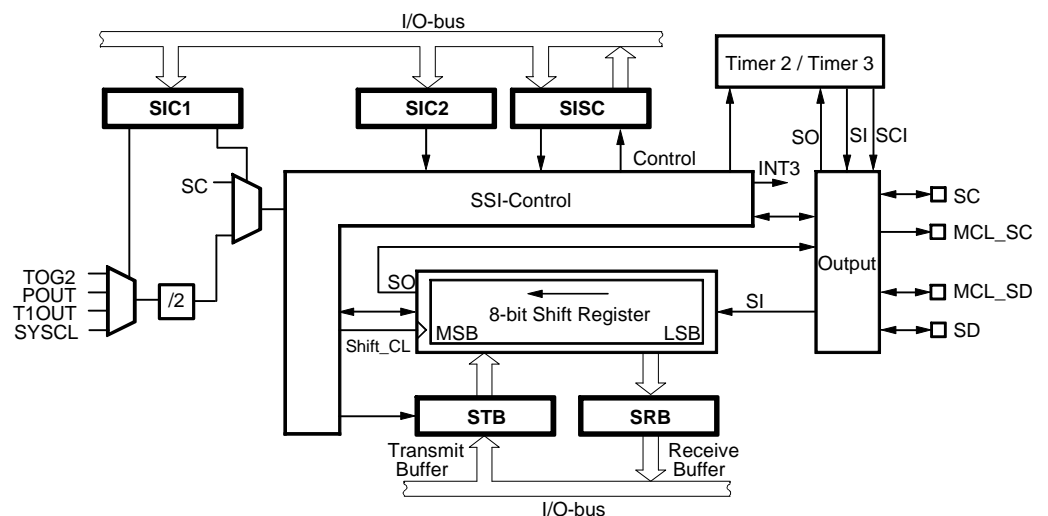 I/O-bus
Timer 2 / Timer 3
SIC1
SIC2
SISC
SO
SI
SCI
Control
INT3
SC
SSI-Control
SC
MCL_SC
Output
TOG2
POUT
T1OUT
SYSCL
/2
SO
SI
8-bit Shift Register
MSB
LSB
MCL_SD
SD
Shift_CL
STB
SRB
Transmit
Buffer
Receive
Buffer
I/O-bus